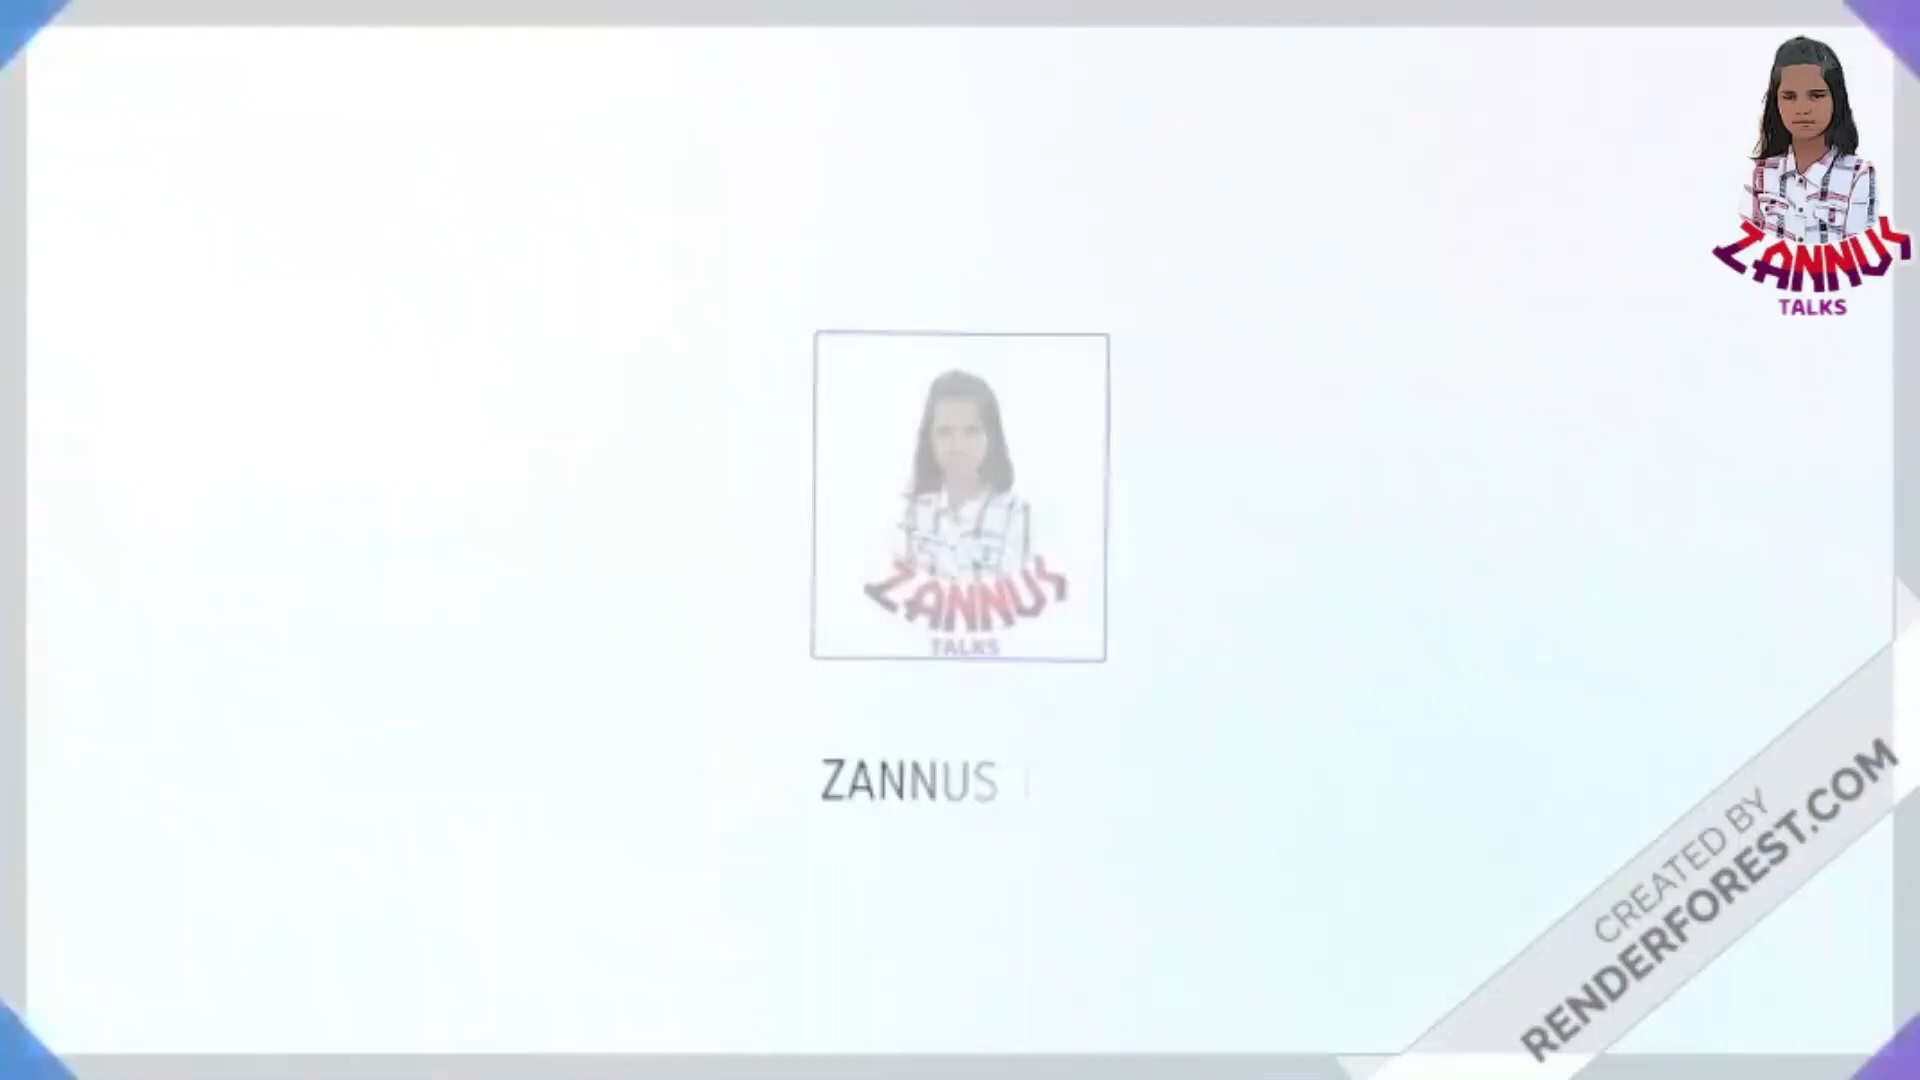 ZANNUS
TALKS
ZANNUS
TALKS
ZANNUS
CREATED BY
RENDERFOREST.COM